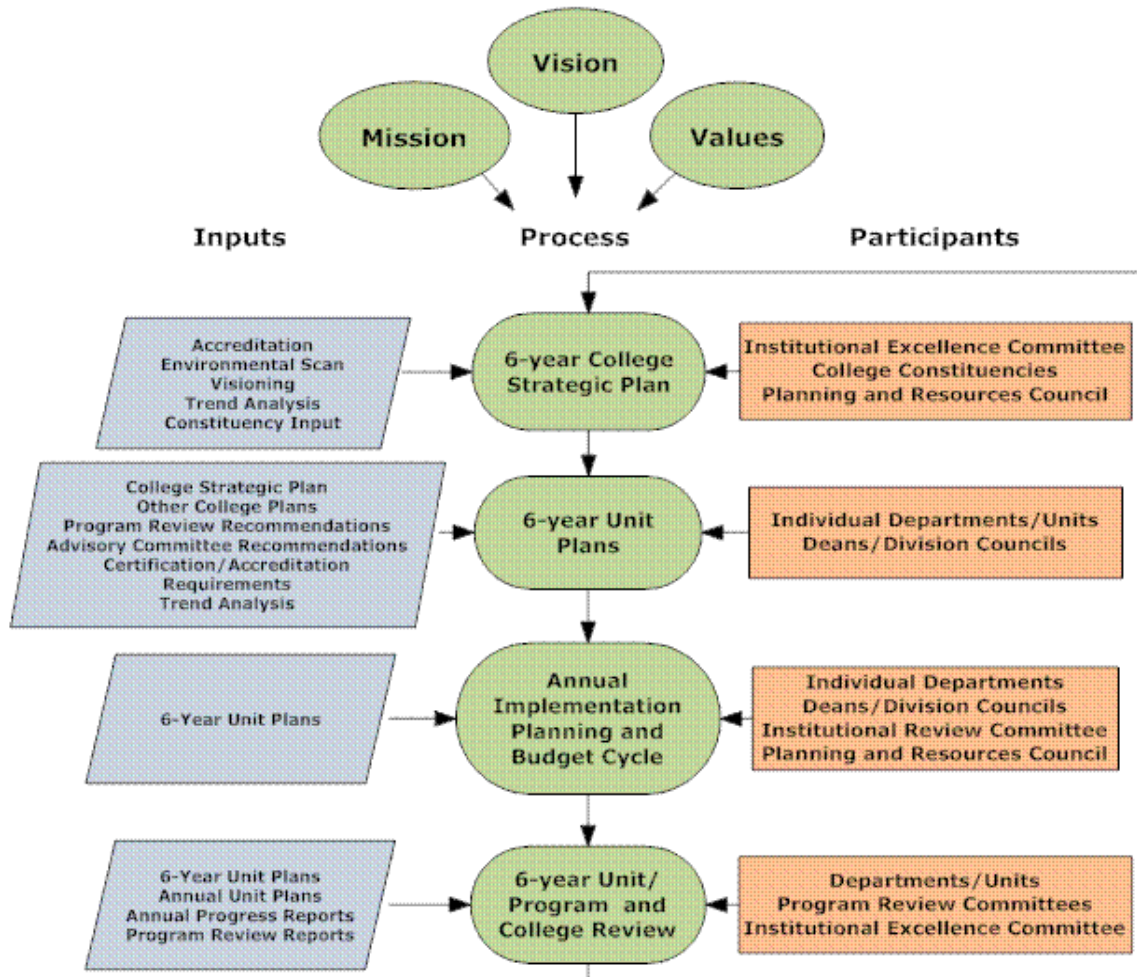 Vision
Mission
Values
Inputs
Process
Participants
Accreditation
Environmental Scan
Visioning
Trend Analysis
Constituency Input
6-year College
Strategic Plan
Institutional Excellence Committee
College Constituencies
Planning and Resources Council
College Strategic Plan
Other College Plans
Program Review Recommendations
Advisory Committee Recommendations
Certification/Accreditation
Requirements
Trend Analysis
6-year Unit
Plans
Individual Departments/Units
Deans/Division Councils
6-Year Unit Plans
Annual
Implementation
Planning and
Budget Cycle
Individual Departments
Deans/Division Councils
Institutional Review Committee
Planning and Resources Council
6-Year Unit Plans
Annual Unit Plans
Annual Progress Reports
Program Review Reports
6-year Unit/
Program and
College Review
Departments/Units
Program Review Committees
Institutional Excellence Committee